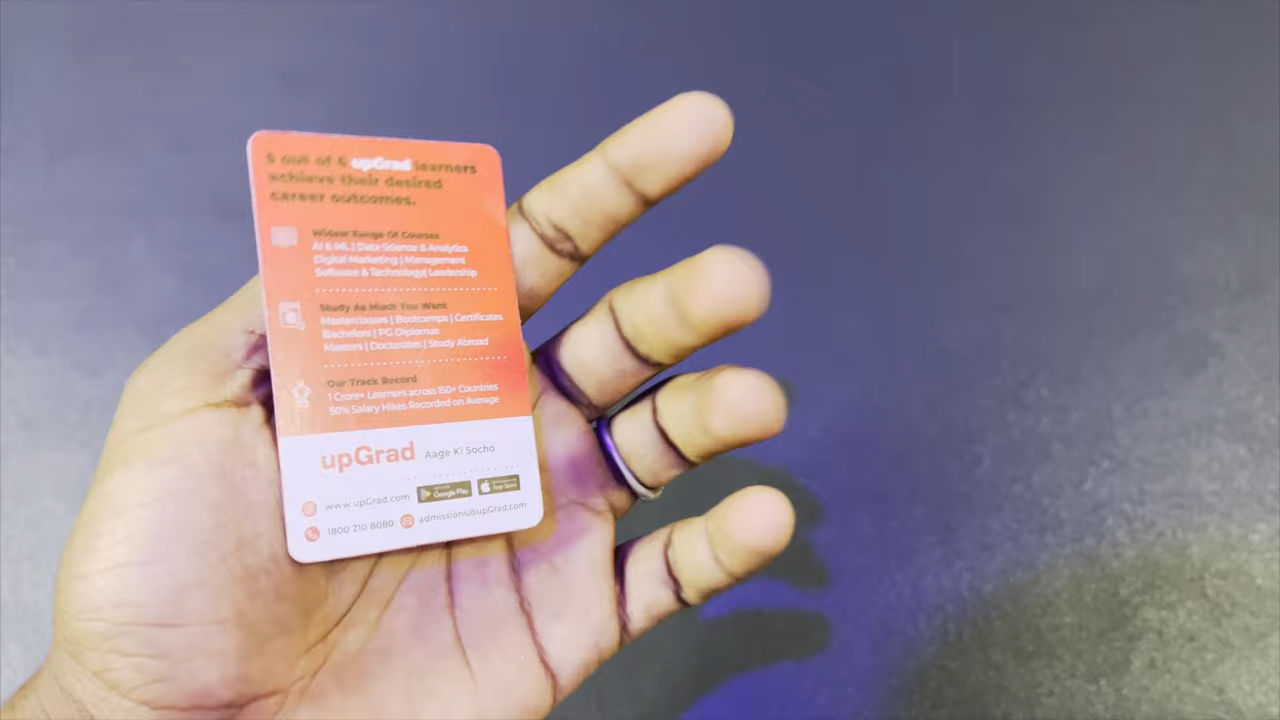 5 out of 6 upGrad learners
achieve their desired
career outcomes.
Widest Range Of Courses
AI & ML | Data Science & Analytics
Digital Marketing | Management
Software & Technology| Leadership
Study As Much You Want
Masterclasses | Bootcamps | Certificates
Bachelors | PG Diplomas
Masters | Doctorates | Study Abroad
Our Track Record
1 Crore+ Learners across 150+ Countries
50% Salary Hikes Recorded on Average
upGrad Aage Ki Socho
www.upGrad.com Google Play App Store
1800 210 8080 admissions@upGrad.com